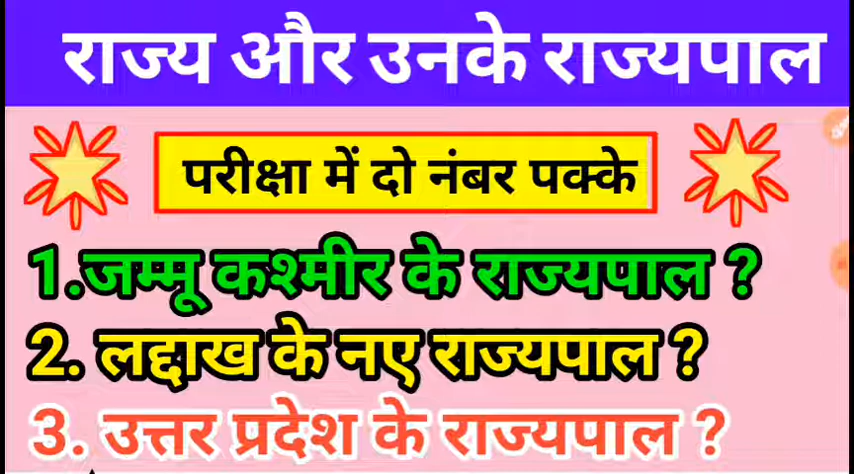 राज्य और उनके राज्यपाल
परीक्षा में दो नंबर पक्के
1.जम्मू कश्मीर के राज्यपाल ?
2. लद्दाख के नए राज्यपाल ?
3. उत्तर प्रदेश के राज्यपाल ?